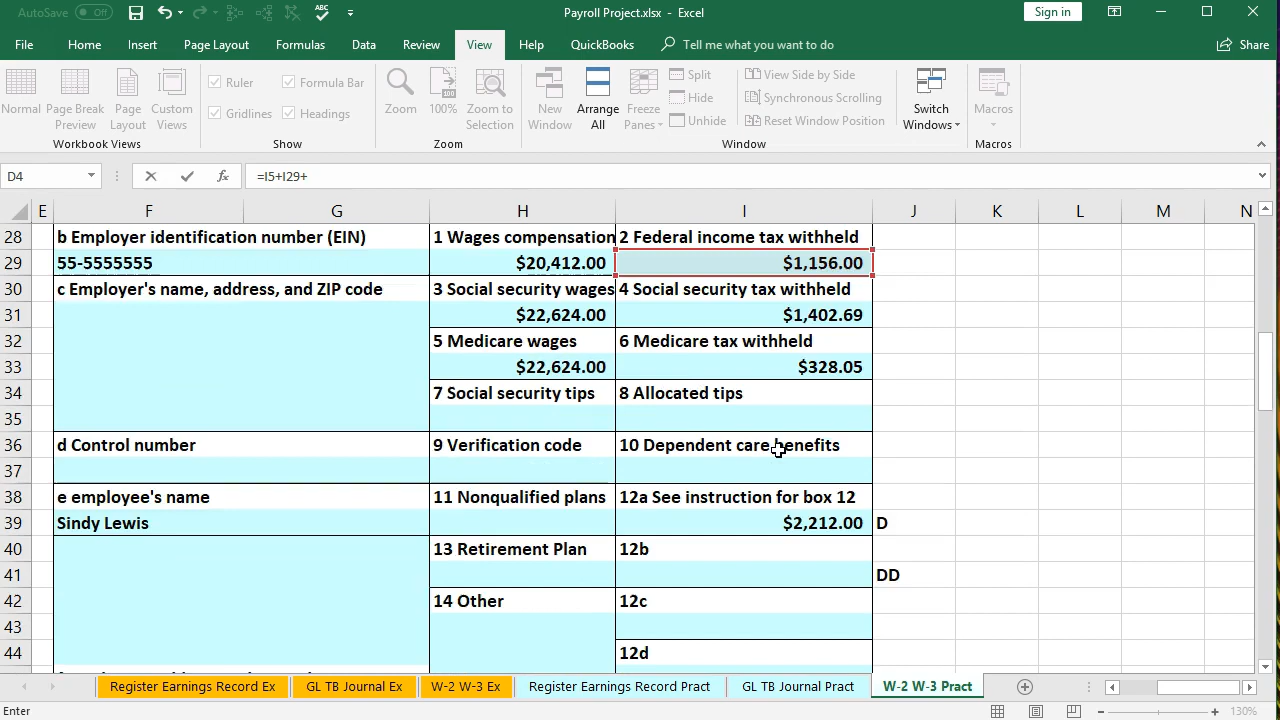 AutoSave Off ABC Payroll Project.xlsx - Excel Sign in
File Home Insert Page Layout Formulas Data Review View Help QuickBooks Tell me what you want to do Share
Normal Page Break Preview Page Layout Custom Views
Ruler Formula Bar
Gridlines Headings
Zoom 100% Zoom to Selection
New Window Arrange All Freeze Panes
Split
Hide
Unhide
View Side by Side
Synchronous Scrolling
Reset Window Position
Switch Windows
Macros
Workbook Views Show Zoom Window Macros
D4 fx =I5+I29+
E F G H I J K L M N
28 b Employer identification number (EIN) 1 Wages compensation 2 Federal income tax withheld
29 55-5555555 $20,412.00 $1,156.00
30 c Employer's name, address, and ZIP code 3 Social security wages 4 Social security tax withheld
31 $22,624.00 $1,402.69
32 5 Medicare wages 6 Medicare tax withheld
33 $22,624.00 $328.05
34 7 Social security tips 8 Allocated tips
35
36 d Control number 9 Verification code 10 Dependent care benefits
37
38 e employee's name 11 Nonqualified plans 12a See instruction for box 12
39 Sindy Lewis $2,212.00 D
40 13 Retirement Plan 12b
41 DD
42 14 Other 12c
43
44 12d
Register Earnings Record Ex GL TB Journal Ex W-2 W-3 Ex Register Earnings Record Pract GL TB Journal Pract W-2 W-3 Pract
Enter 130%